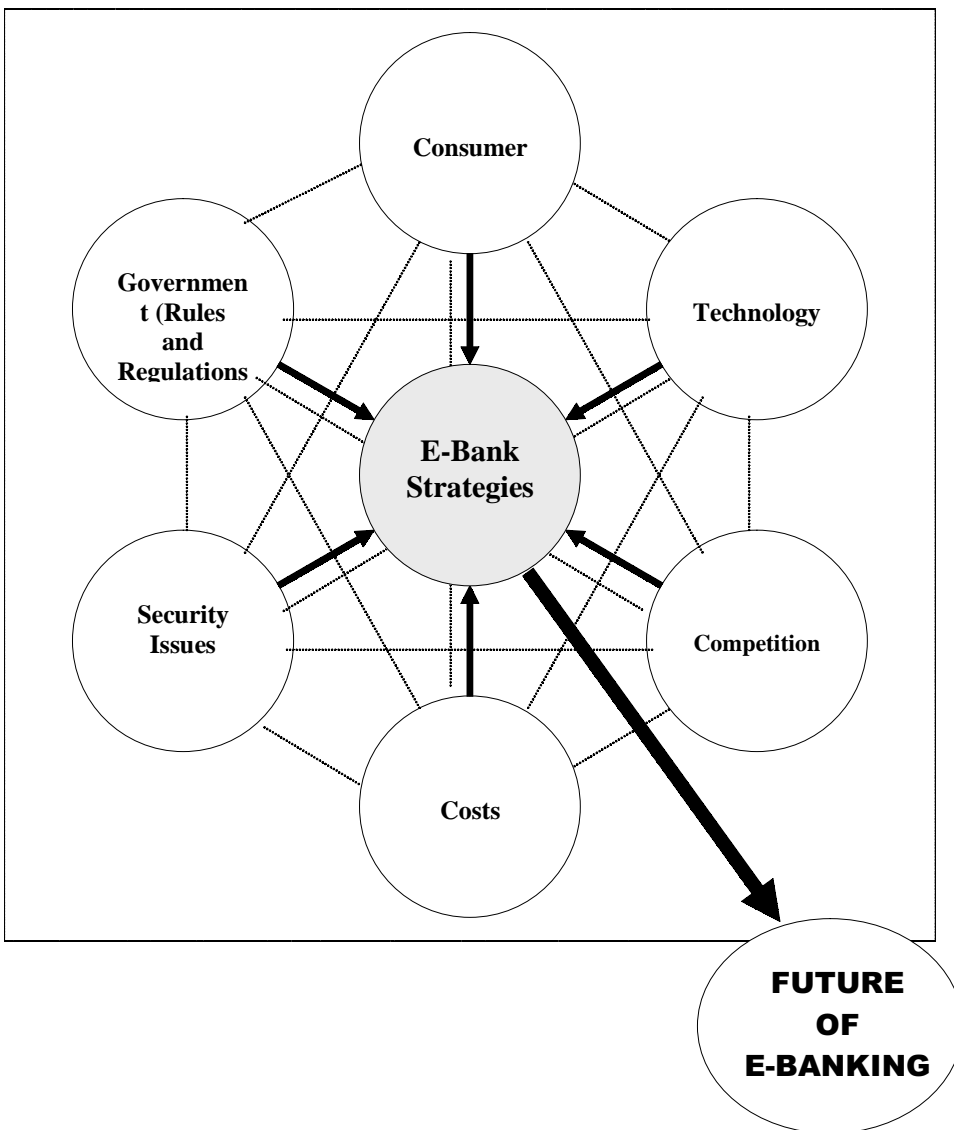 Consumer
Governmen
t (Rules
and
Regulations
Technology
E-Bank
Strategies
Security
Issues
Competition
Costs
FUTURE
OF
E-BANKING